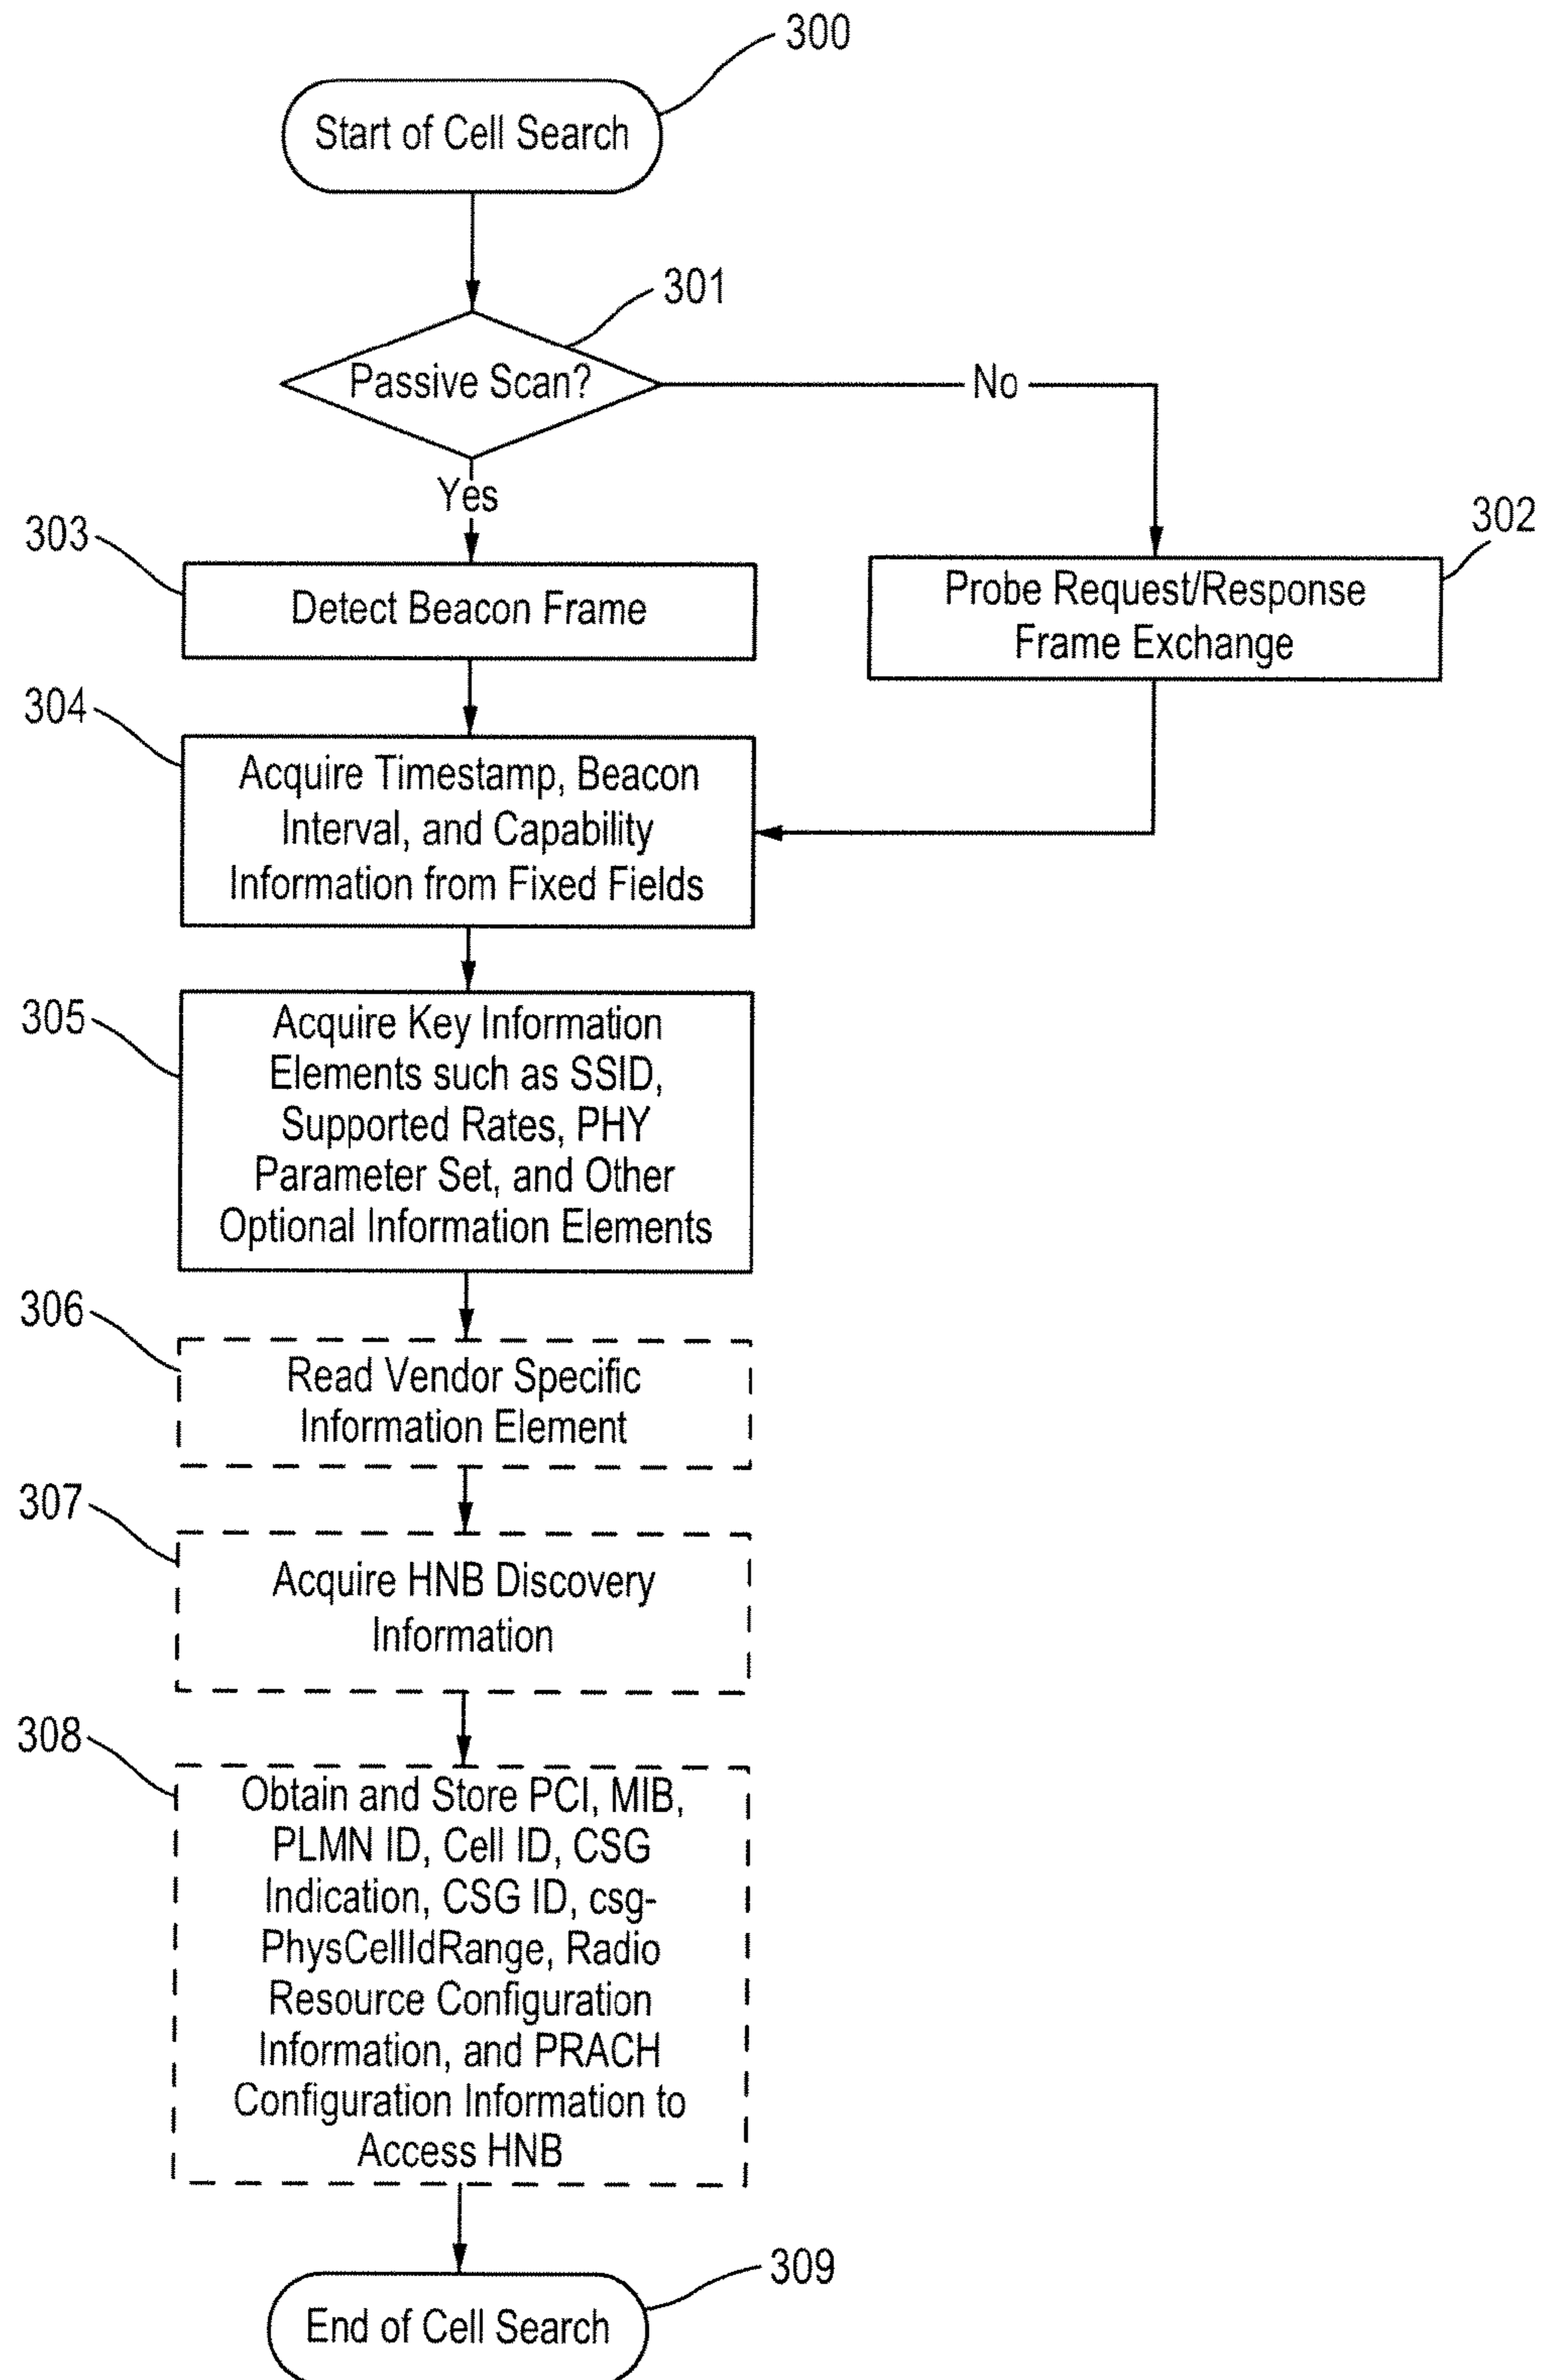 300
Start of Cell Search
301
Passive Scan?
No
Yes
303
302
Detect Beacon Frame
Probe Request/Response
Frame Exchange
304
Acquire Timestamp, Beacon
Interval, and Capability
Information from Fixed Fields
305
Acquire Key Information
Elements such as SSID,
Supported Rates, PHY
Parameter Set, and Other
Optional Information Elements
306
Read Vendor Specific
Information Element
307
Acquire HNB Discovery
Information
308
Obtain and Store PCI, MIB,
PLMN ID, Cell ID, CSG
Indication, CSG ID, csg-
PhysCellIdRange, Radio
Resource Configuration
Information, and PRACH
Configuration Information to
Access HNB
309
End of Cell Search